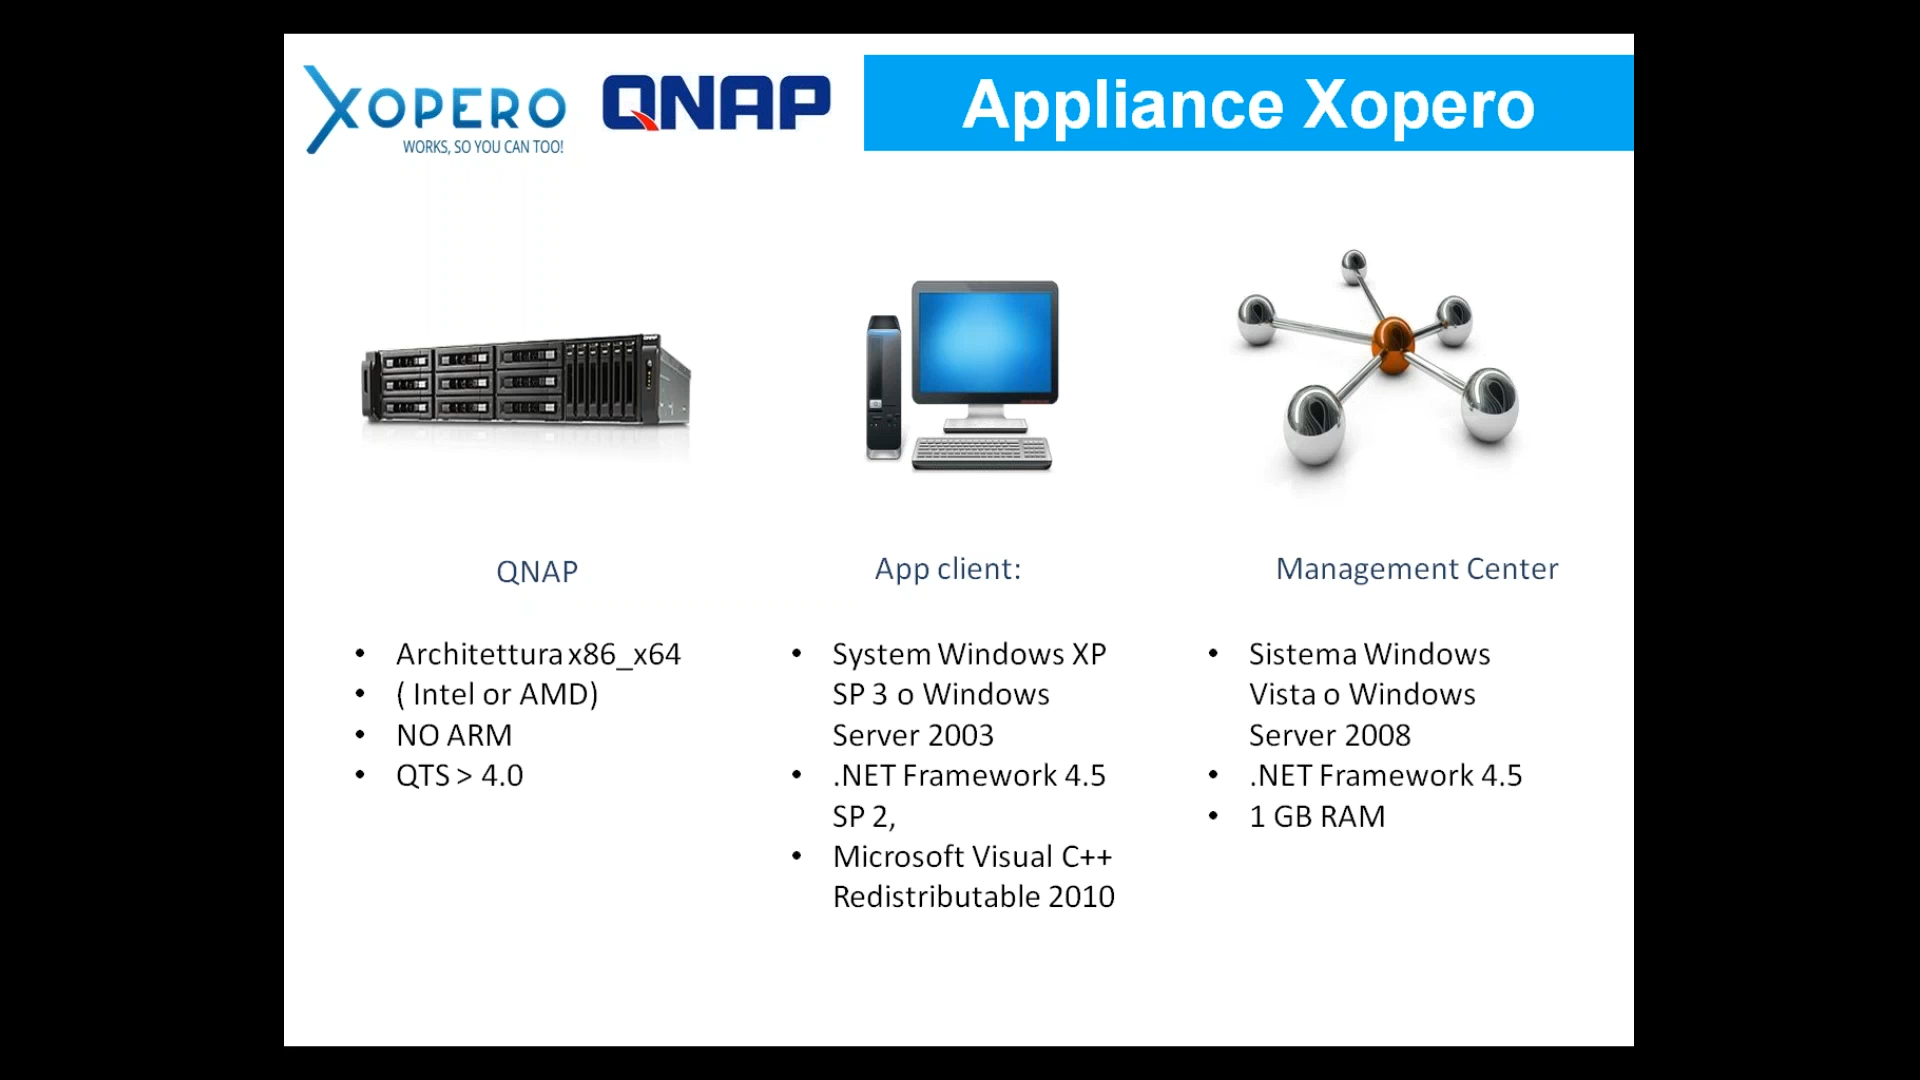 XOPERO
WORKS, SO YOU CAN TOO!
QNAP
Appliance Xopero
QNAP
• Architettura x86_x64
• ( Intel or AMD)
• NO ARM
• QTS > 4.0
App client:
• System Windows XP
SP 3 o Windows
Server 2003
• .NET Framework 4.5
SP 2,
• Microsoft Visual C++
Redistributable 2010
Management Center
• Sistema Windows
Vista o Windows
Server 2008
• .NET Framework 4.5
• 1 GB RAM